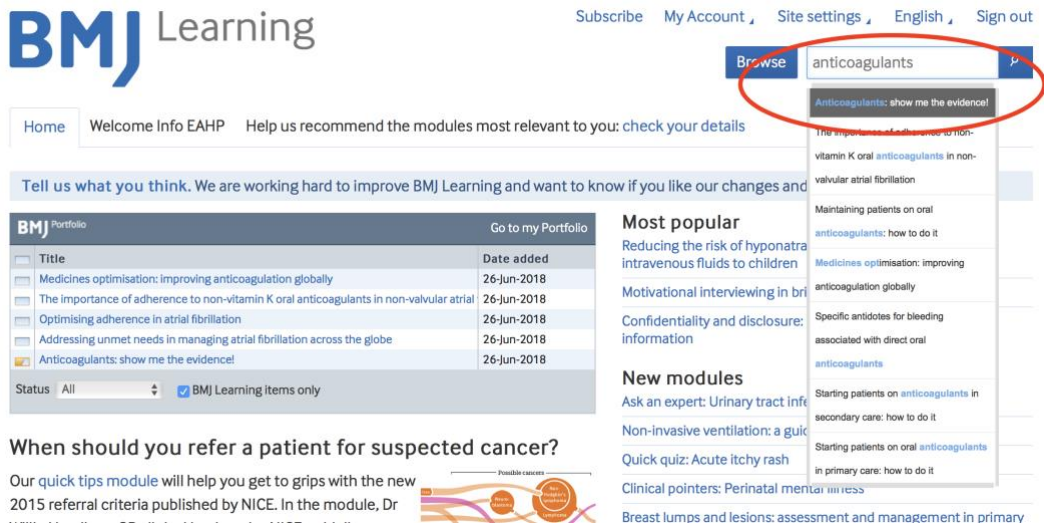 BMJ Learning
Subscribe My Account Site settings English Sign out
Browse anticoagulants
Home Welcome Info EAHP Help us recommend the modules most relevant to you: check your details
Tell us what you think. We are working hard to improve BMJ Learning and want to know if you like our changes and
Anticoagulants: show me the evidence!
The importance of adherence to non-
vitamin K oral anticoagulants in non-
valvular atrial fibrillation
Maintaining patients on oral
anticoagulants: how to do it
Medicines optimisation: improving
anticoagulation globally
Specific antidotes for bleeding
associated with direct oral
anticoagulants
Starting patients on anticoagulants in
secondary care: how to do it
Starting patients on oral anticoagulants
in primary care: how to do it
BMJ Portfolio Go to my Portfolio
Title Date added
Medicines optimisation: improving anticoagulation globally 26-Jun-2018
The importance of adherence to non-vitamin K oral anticoagulants in non-valvular atrial 26-Jun-2018
Optimising adherence in atrial fibrillation 26-Jun-2018
Addressing unmet needs in managing atrial fibrillation across the globe 26-Jun-2018
Anticoagulants: show me the evidence! 26-Jun-2018
Status All BMJ Learning items only
Most popular
Reducing the risk of hyponatra
intravenous fluids to children
Motivational interviewing in bri
Confidentiality and disclosure:
information
New modules
Ask an expert: Urinary tract infe
Non-invasive ventilation: a guid
Quick quiz: Acute itchy rash
Clinical pointers: Perinatal mental illness
Breast lumps and lesions: assessment and management in primary
When should you refer a patient for suspected cancer?
Our quick tips module will help you get to grips with the new
2015 referral criteria published by NICE. In the module, Dr
Possible cancers